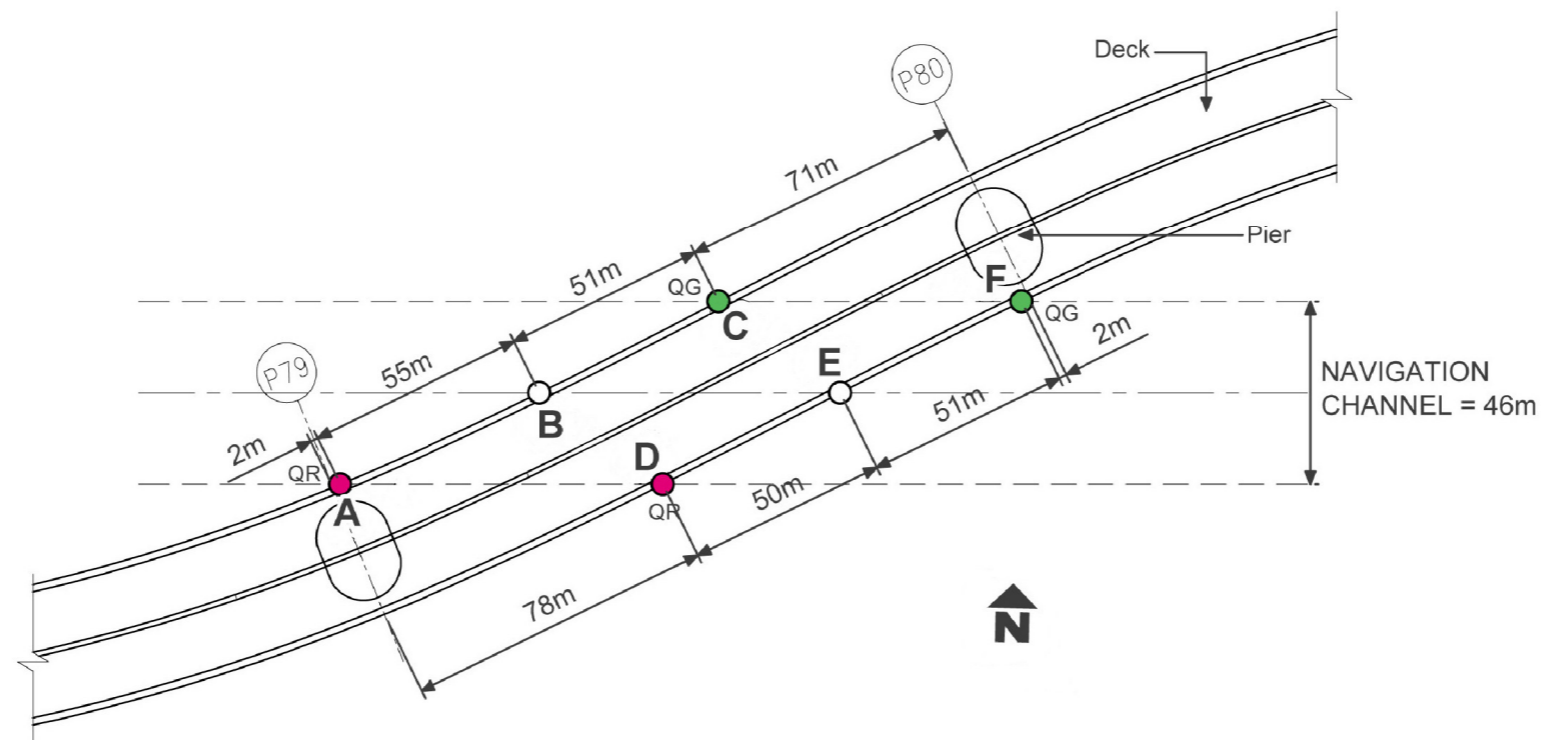 Deck
P80
71m
Pier
51m
QG
C
F
QG
2m
P79
55m
E
NAVIGATION
CHANNEL = 46m
B
51m
2m
QR
A
D
QR
50m
78m
N